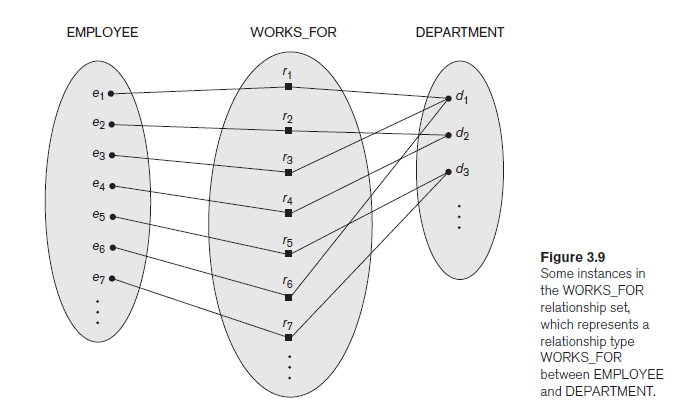 EMPLOYEE WORKS_FOR DEPARTMENT
r1
e1 d1
r2
e2 d2
r3
e3 d3
r4
e4
r5
e5
r6
e6
r7
e7
Figure 3.9
Some instances in
the WORKS_FOR
relationship set,
which represents a
relationship type
WORKS_FOR
between EMPLOYEE
and DEPARTMENT.